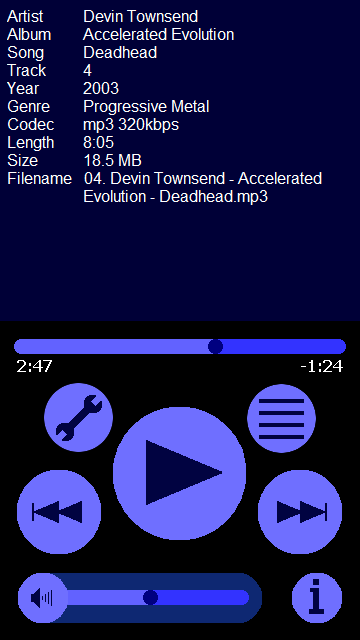 Artist Devin Townsend
Album Accelerated Evolution
Song Deadhead
Track 4
Year 2003
Genre Progressive Metal
Codec mp3 320kbps
Length 8:05
Size 18.5 MB
Filename 04. Devin Townsend - Accelerated
Evolution - Deadhead.mp3
2:47 -1:24
i